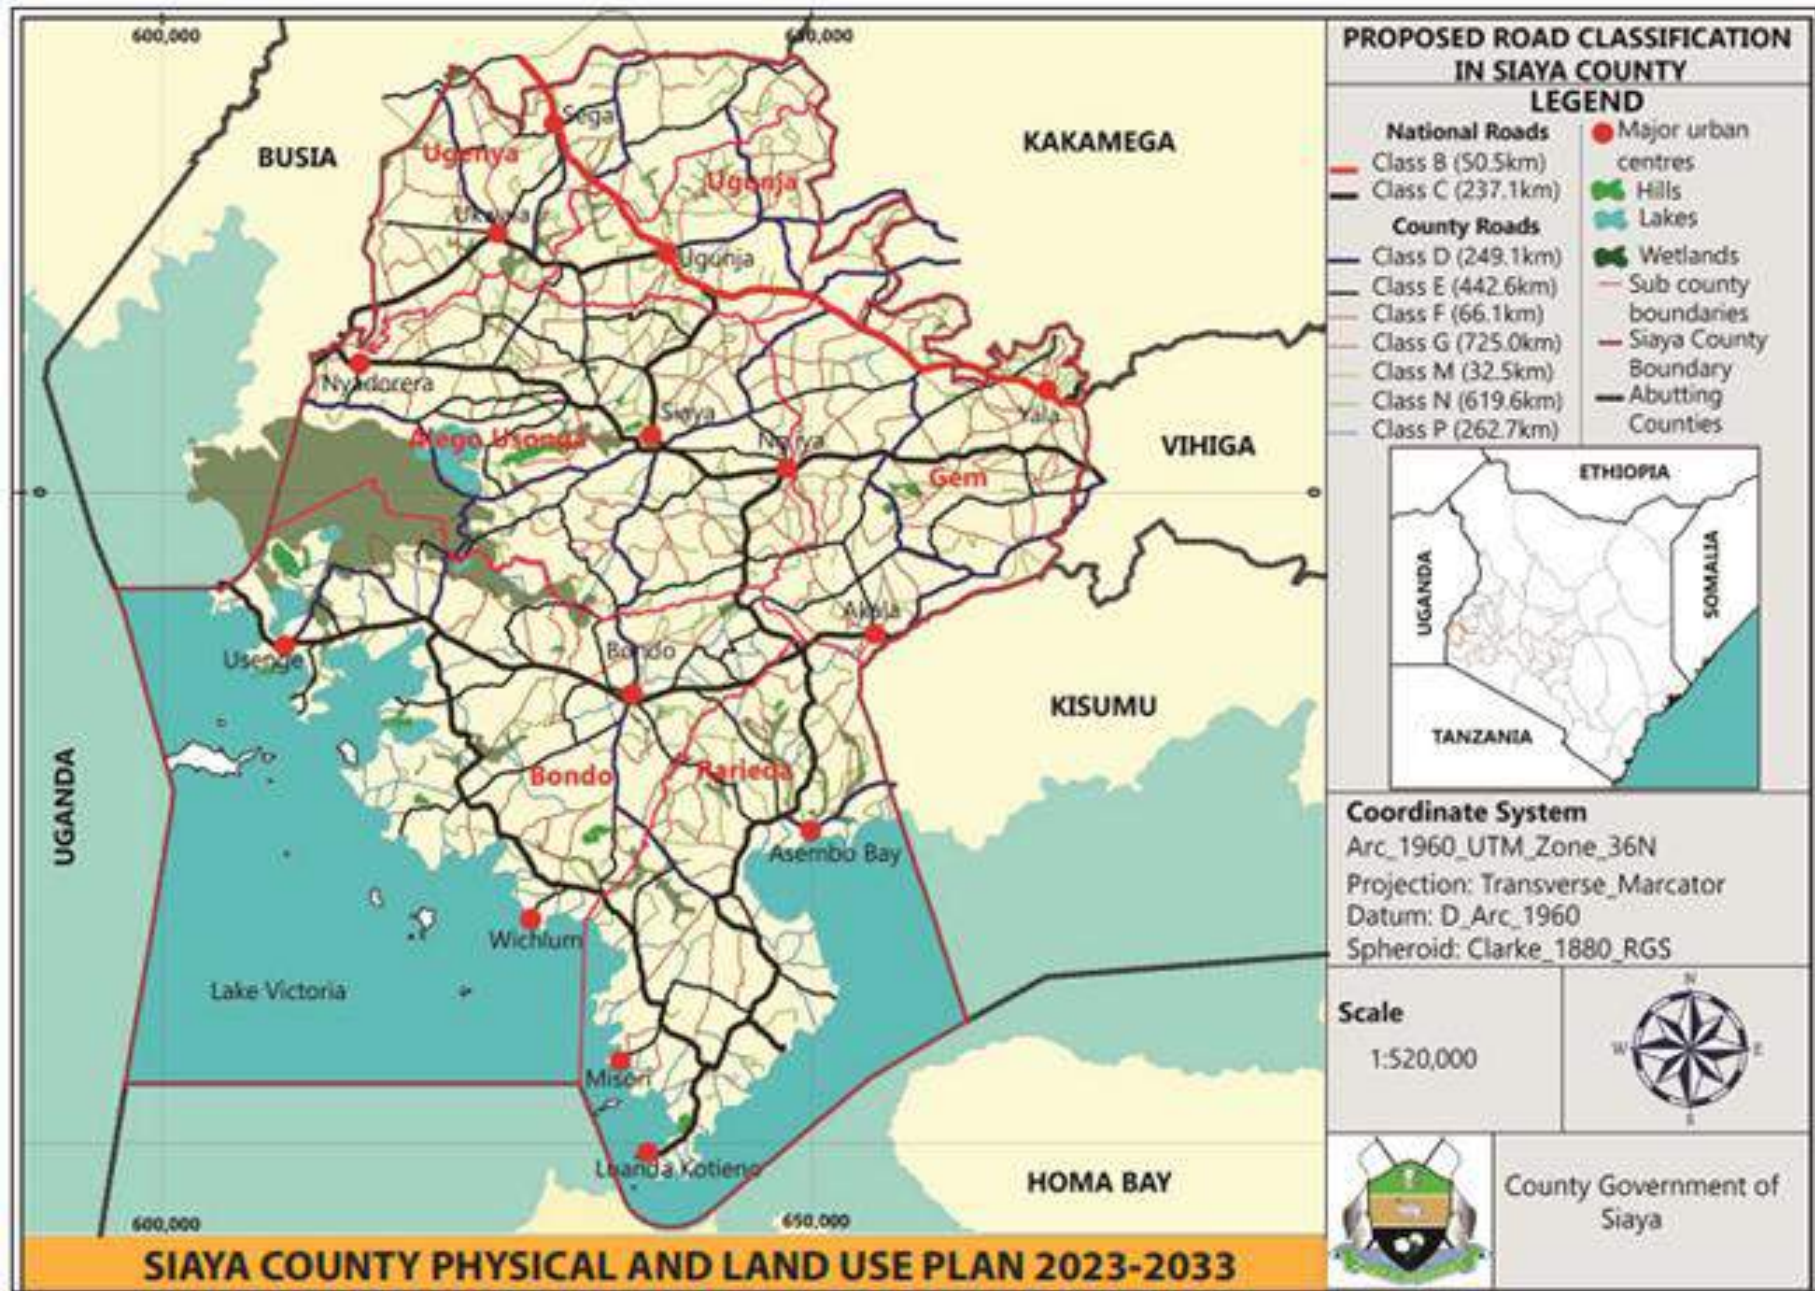 600,000
650,000
BUSIA
KAKAMEGA
Sega
Ugenya
Ugunja
Ukwala
Ugunja
Nyadorera
Siaya
Yala
Alego Usonga
Ng'iya
VIHIGA
Gem
0
0
Akala
Usenge
Bondo
KISUMU
UGANDA
Bondo
Rarieda
Asembo Bay
Wichlum
Lake Victoria
Misori
Luanda Kotieno
HOMA BAY
600,000
650,000
SIAYA COUNTY PHYSICAL AND LAND USE PLAN 2023-2033
PROPOSED ROAD CLASSIFICATION
IN SIAYA COUNTY
LEGEND
National Roads
Class B (50.5km)
Class C (237.1km)
County Roads
Class D (249.1km)
Class E (442.6km)
Class F (66.1km)
Class G (725.0km)
Class M (32.5km)
Class N (619.6km)
Class P (262.7km)
Major urban
centres
Hills
Lakes
Wetlands
Sub county
boundaries
Siaya County
Boundary
Abutting
Counties
ETHIOPIA
UGANDA
SOMALIA
TANZANIA
Coordinate System
Arc_1960_UTM_Zone_36N
Projection: Transverse_Marcator
Datum: D_Arc_1960
Spheroid: Clarke_1880_RGS
Scale
1:520,000
N
W
E
S
County Government of
Siaya